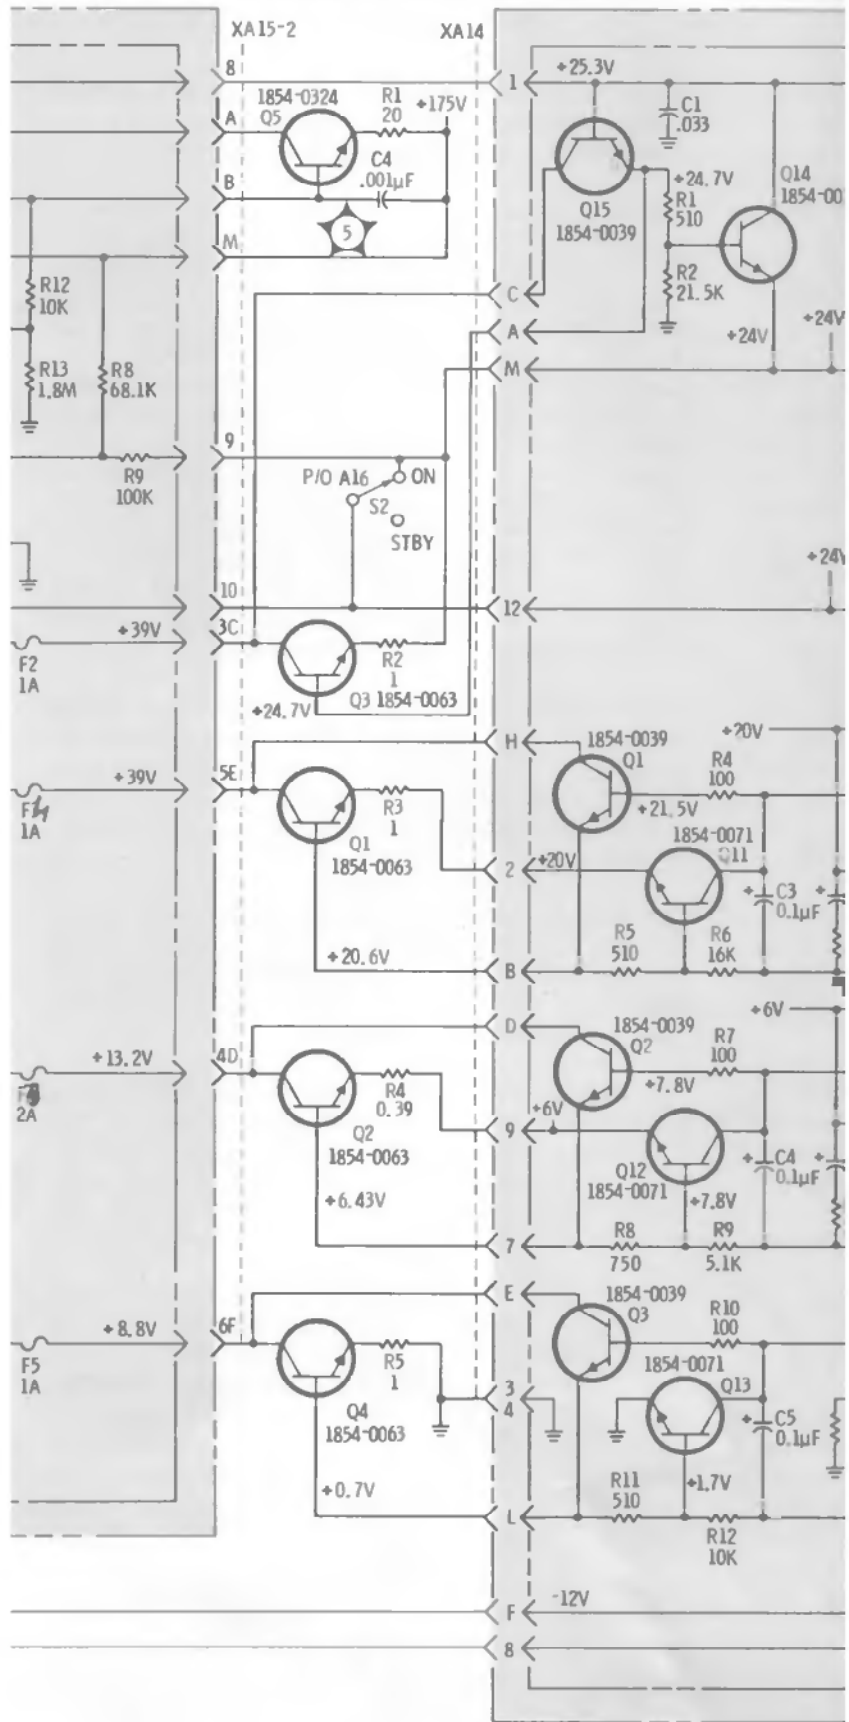 XA15-2
XA14
8
1
+25.3V
1854-0324
Q5
R1
20
+175V
A
C1
.033
C4
.001μF
B
5
M
Q14
1854-00
+24.7V
R1
510
Q15
1854-0039
R2
21.5K
R12
10K
C
A
+24V
+24V
M
R13
1.8M
R8
68.1K
9
R9
100K
P/O A16
ON
S2
STBY
+24V
10
12
+39V
3C
F2
1A
R2
1
Q3 1854-0063
+24.7V
H
1854-0039
Q1
+20V
R4
100
+39V
5E
1A
R3
1
+21.5V
1854-0071
Q11
Q1
1854-0063
2
+20V
+
C3
0.1μF
+
R5
510
R6
16K
+20.6V
B
+6V
D
1854-0039
Q2
R7
100
+13.2V
4D
2A
R4
0.39
+7.8V
+6V
9
Q2
1854-0063
Q12
1854-0071
+
C4
0.1μF
+
+6.43V
+7.8V
7
R8
750
R9
5.1K
E
1854-0039
Q3
R10
100
+8.8V
6F
F5
1A
R5
1
1854-0071
Q13
3
4
Q4
1854-0063
+
C5
0.1μF
+0.7V
R11
510
+1.7V
L
R12
10K
F
-12V
8